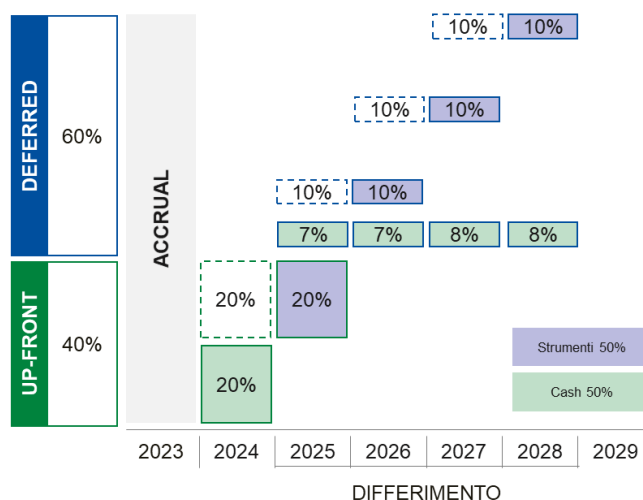 DEFERRED
60%
UP-FRONT
40%
ACCRUAL
10% 10%
10% 10%
10% 10%
7% 7% 8% 8%
20% 20%
20%
Strumenti 50%
Cash 50%
2023 2024 2025 2026 2027 2028 2029
DIFFERIMENTO